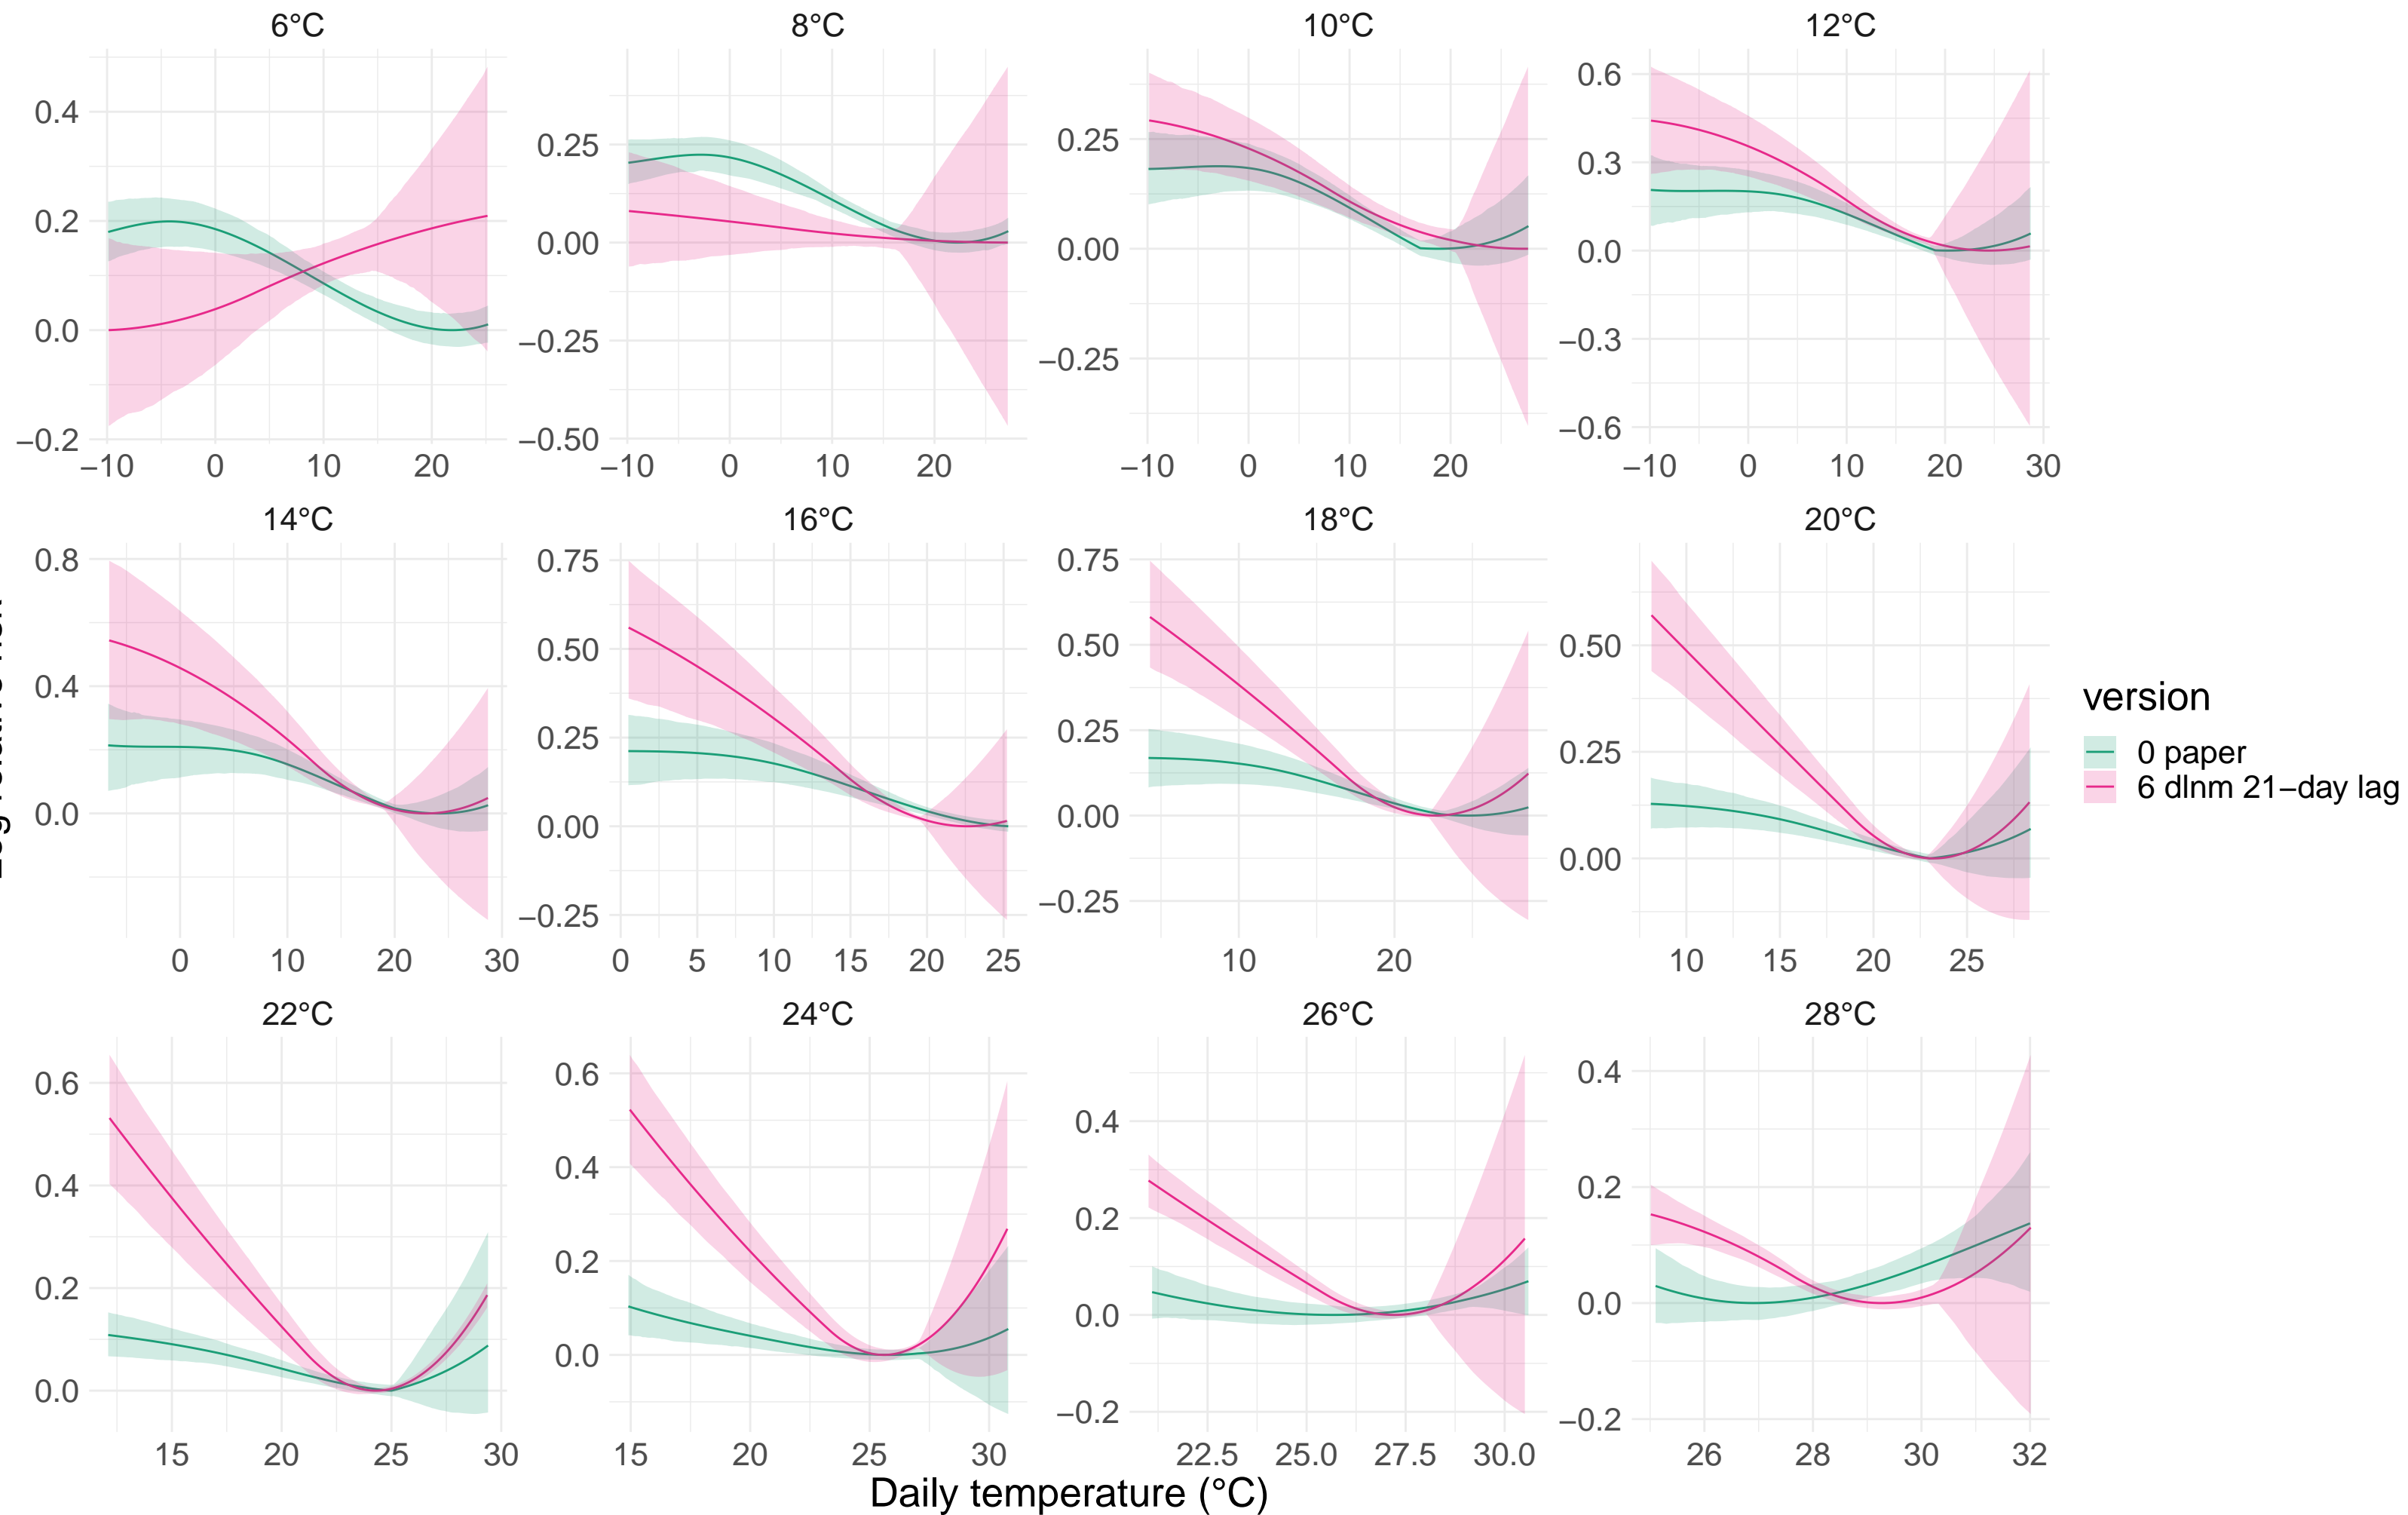 6°C 8°C 10°C 12°C
0.4 0.2 0.0 −0.2
−10 0 10 20
0.25 0.00 −0.25 −0.50
−10 0 10 20
0.25 0.00 −0.25
−10 0 10 20
0.6 0.3 0.0 −0.3 −0.6
−10 0 10 20 30
14°C 16°C 18°C 20°C
0.8 0.4 0.0
0 10 20 30
0.75 0.50 0.25 0.00 −0.25
0 5 10 15 20 25
0.75 0.50 0.25 0.00 −0.25
10 20
0.50 0.25 0.00
10 15 20 25
22°C 24°C 26°C 28°C
0.6 0.4 0.2 0.0
15 20 25 30
0.6 0.4 0.2 0.0
15 20 25 30
0.4 0.2 0.0 −0.2
22.5 25.0 27.5 30.0
0.4 0.2 0.0 −0.2
26 28 30 32
Daily temperature (°C)
version
0 paper
6 dlnm 21−day lag